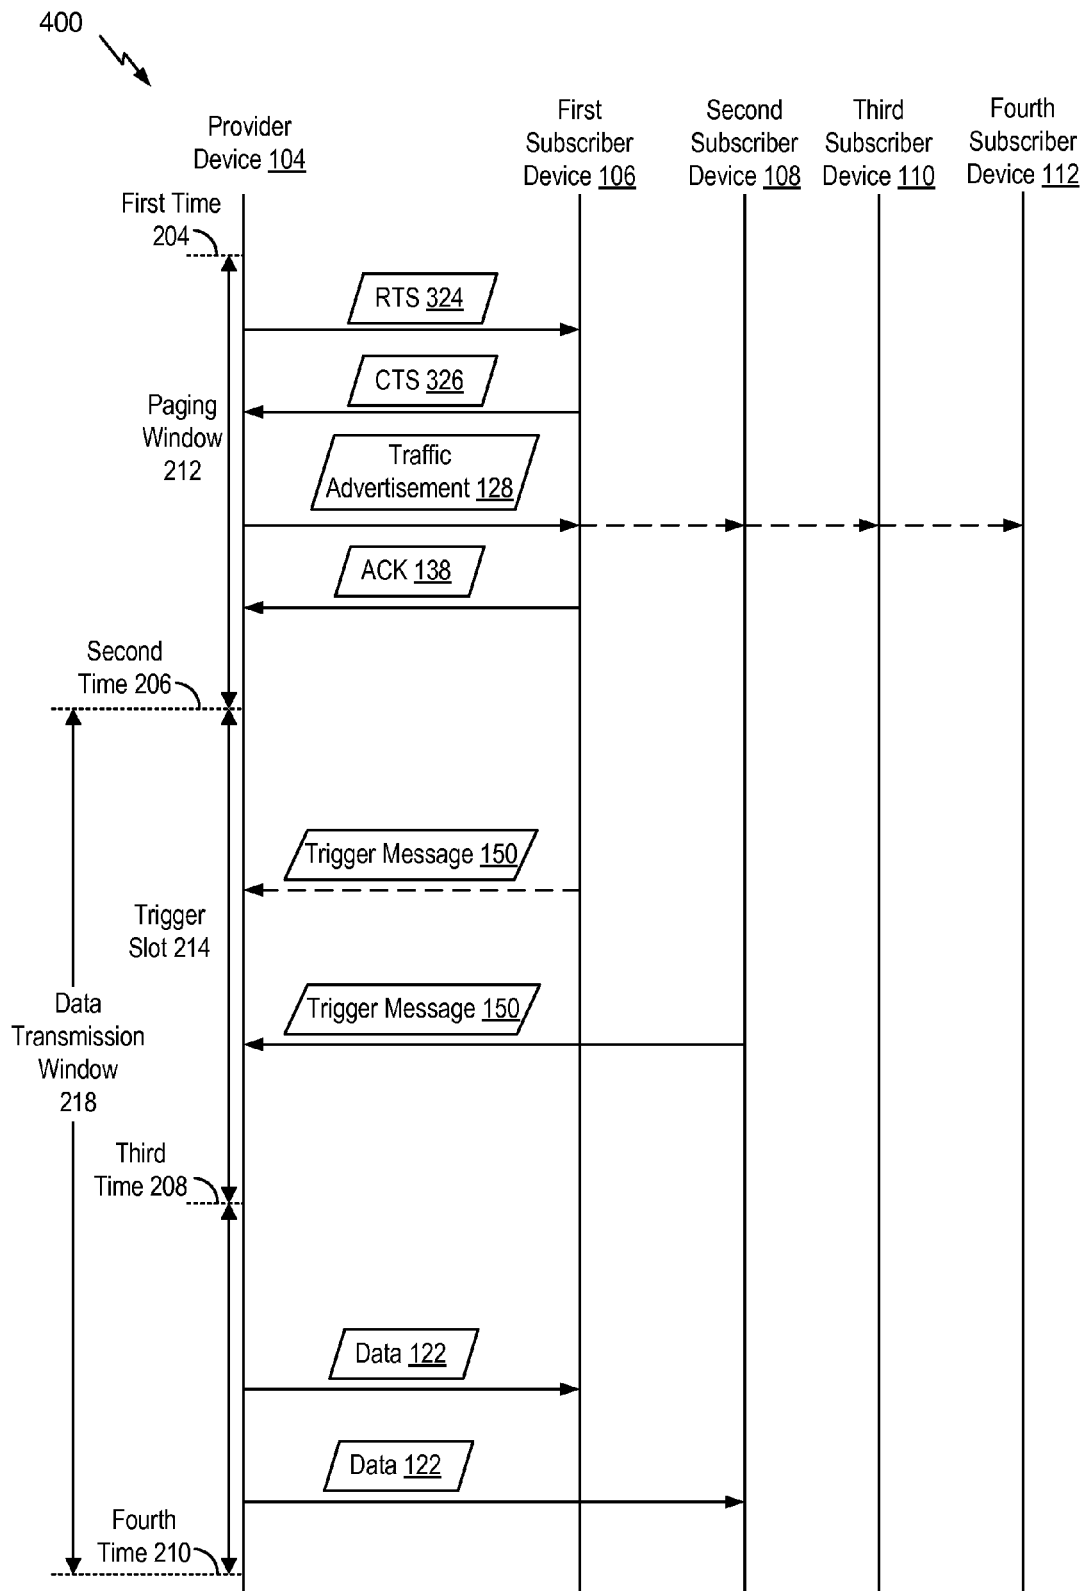 400
Provider
Device 104
First
Subscriber
Device 106
Second
Subscriber
Device 108
Third
Subscriber
Device 110
Fourth
Subscriber
Device 112
First Time
204
RTS 324
CTS 326
Paging
Window
212
Traffic
Advertisement 128
ACK 138
Second
Time 206
Trigger Message 150
Trigger
Slot 214
Trigger Message 150
Data
Transmission
Window
218
Third
Time 208
Data 122
Data 122
Fourth
Time 210